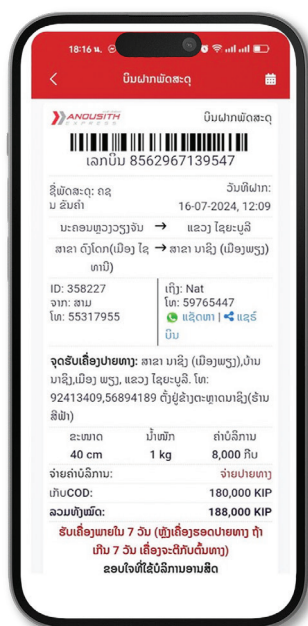 18:16 ນ.
ບິນຝາກພັດສະດຸ
ANOUSITH
EXPRESS
ບິນຝາກພັດສະດຸ
ເລກບິນ 8562967139547
ຊື່ພັດສະດຸ: ຄຊ
ນ ຂັນຄຳ
ວັນທີຝາກ:
16-07-2024, 12:09
ນະຄອນຫຼວງວຽງຈັນ → ແຂວງ ໄຊຍະບູລີ
ສາຂາ ດົງໂດກ(ເມືອງ ໄຊ → ສາຂາ ນາຊິງ (ເມືອງພຽງ)
ທານີ)
ID: 358227
ຈາກ: ສາມ
ໂທ: 55317955
ເຖິງ: Nat
ໂທ: 59765447
ແຊັດຫາ | ແຊຣ໌
ບິນ
ຈຸດຮັບເຄື່ອງປາຍທາງ: ສາຂາ ນາຊິງ (ເມືອງພຽງ),ບ້ານ
ນາຊິງ,ເມືອງ ພຽງ, ແຂວງ ໄຊຍະບູລີ. ໂທ:
92413409,56894189 ຕັ້ງຢູ່ຂ້າງຕະຫຼາດນາຊິງ(ຮ້ານ
ສີຟ້າ)
ຂະໜາດ ນ້ຳໜັກ ຄ່າບໍລິການ
40 cm 1 kg 8,000 ກີບ
ຈ່າຍຄ່າບໍລິການ: ຈ່າຍປາຍທາງ
ເກັບCOD: 180,000 KIP
ລວມທັງໝົດ: 188,000 KIP
ຮັບເຄື່ອງພາຍໃນ 7 ວັນ (ຫຼັງເຄື່ອງຮອດປາຍທາງ ຖ້າ
ເກີນ 7 ວັນ ເຄື່ອງຈະຕີກັບຕົ້ນທາງ)
ຂອບໃຈທີ່ໃຊ້ບໍລິການອານຸສິດ